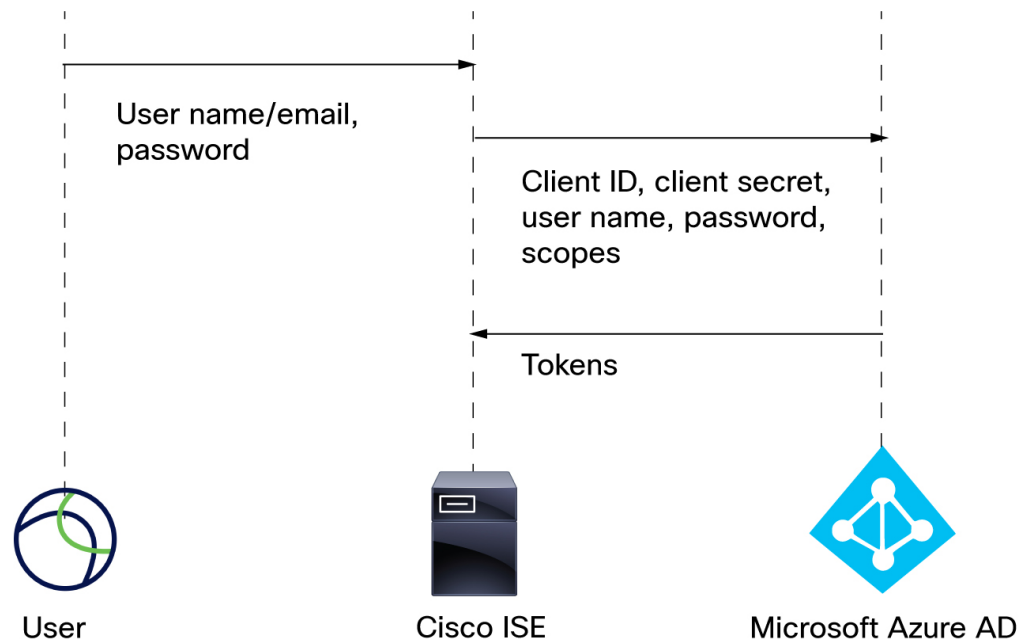 User name/email,
password
Client ID, client secret,
user name, password,
scopes
Tokens
User
Cisco ISE
Microsoft Azure AD